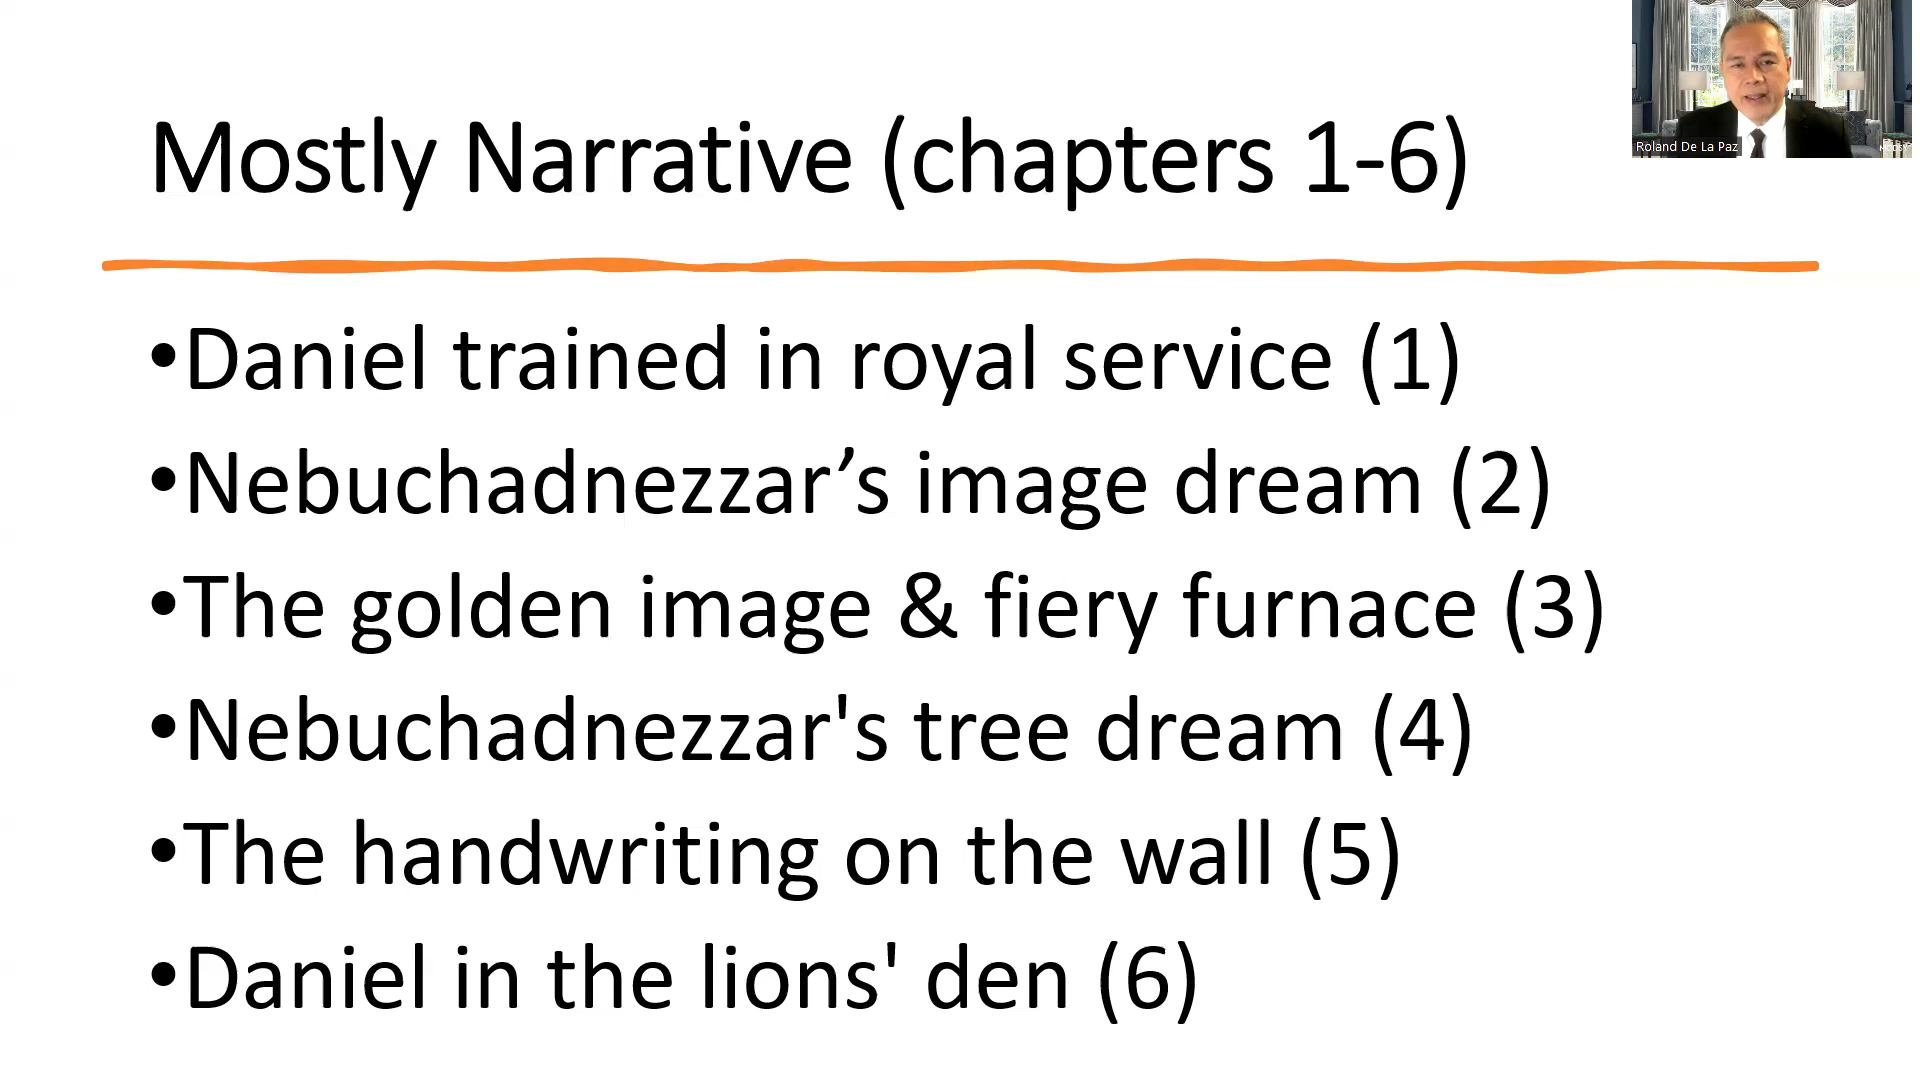 Mostly Narrative (chapters 1-6)
Roland De La Paz
•Daniel trained in royal service (1)
•Nebuchadnezzar’s image dream (2)
•The golden image & fiery furnace (3)
•Nebuchadnezzar's tree dream (4)
•The handwriting on the wall (5)
•Daniel in the lions' den (6)